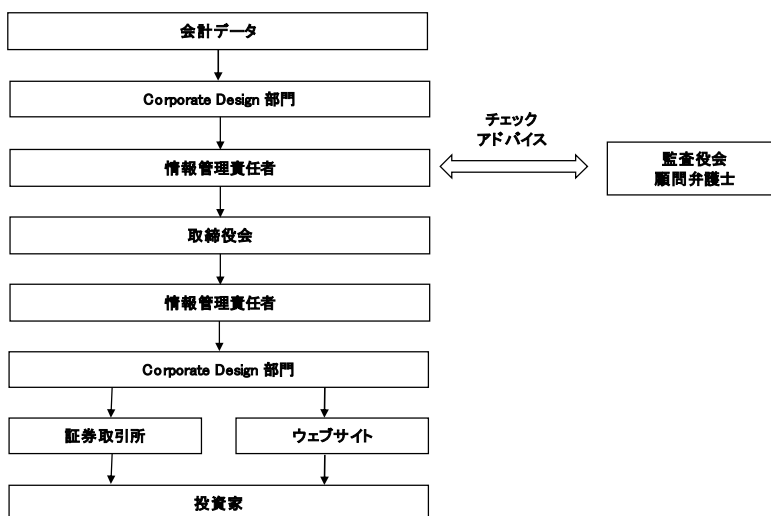 会計データ
Corporate Design 部門
チェック
アドバイス
情報管理責任者
監査役会
顧問弁護士
取締役会
情報管理責任者
Corporate Design 部門
証券取引所
ウェブサイト
投資家